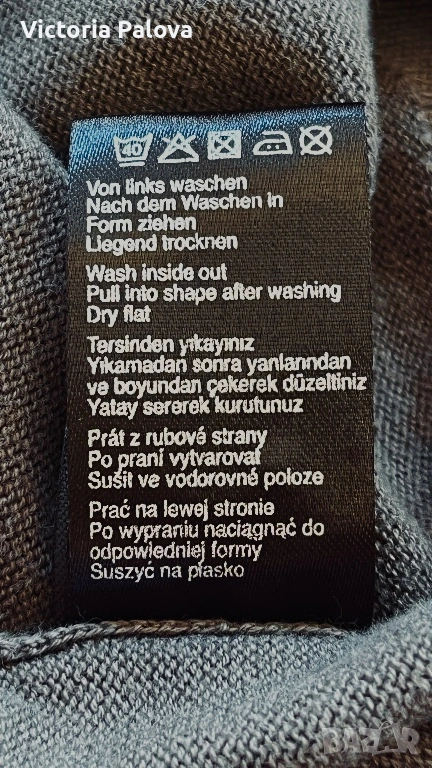 Victoria Palova
40
Von links waschen
Nach dem Waschen in
Form ziehen
Liegend trocknen
Wash inside out
Pull into shape after washing
Dry flat
Tersinden yıkayınız
Yıkamadan sonra yanlarından
ve boyundan çekerek düzeltiniz
Yatay sererek kurutunuz
Prát z rubové strany
Po praní vytvarovat
Sušit ve vodorovné poloze
Prać na lewej stronie
Po wypraniu naciągnąć do
odpowiedniej formy
Suszyć na płasko
BAZAR